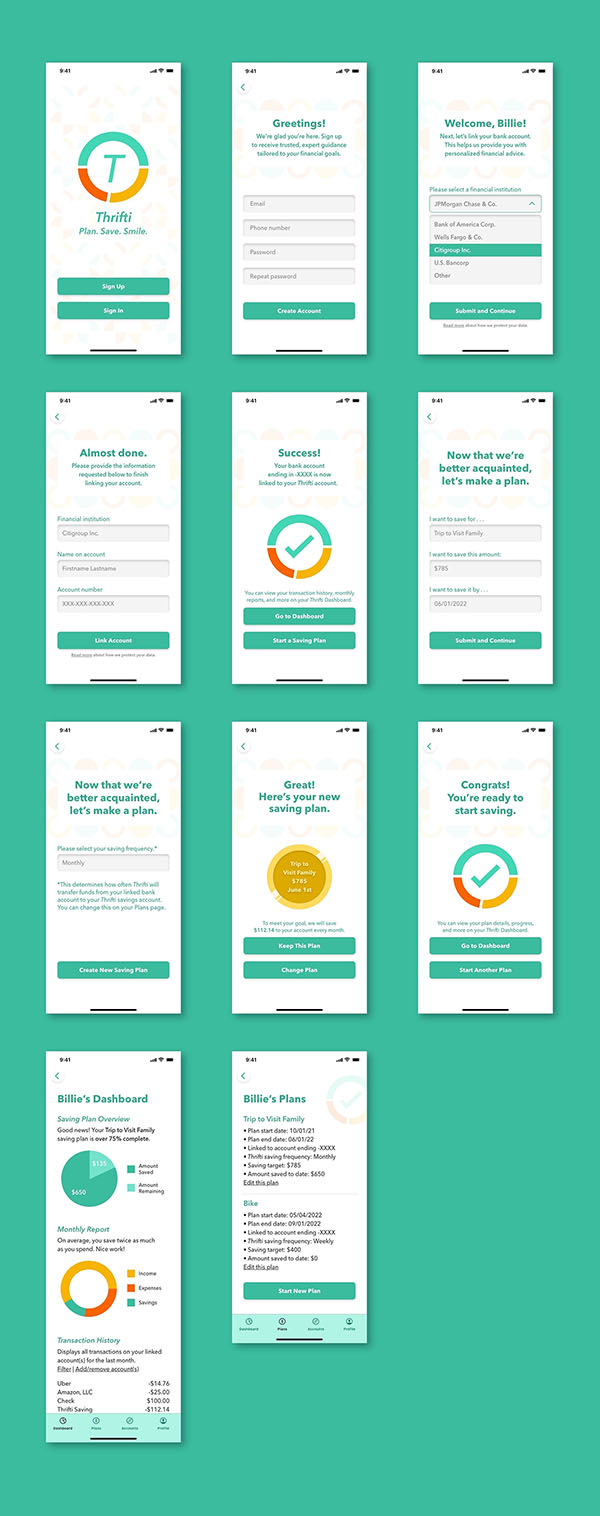 9:41
T
Thrifti
Plan. Save. Smile.
Sign Up
Sign In
9:41
Greetings!
We're glad you're here. Sign up
to receive trusted, expert guidance
tailored to your financial goals.
Email
Phone number
Password
Repeat password
Create Account
9:41
Welcome, Billie!
Next, let's link your bank account.
This helps us provide you with
personalized financial advice.
Please select a financial institution
JPMorgan Chase & Co.
Bank of America Corp.
Wells Fargo & Co.
Citigroup Inc.
U.S. Bancorp
Other
Submit and Continue
Read more about how we protect your data.
9:41
Almost done.
Please provide the information
requested below to finish
linking your account.
Financial institution
Citigroup Inc.
Name on account
Firstname Lastname
Account number
XXX-XXX-XXX-XXX
Link Account
Read more about how we protect your data.
9:41
Success!
Your bank account
ending in -XXXX is now
linked to your Thrifti account.
You can view your transaction history, monthly
reports, and more on your Thrifti Dashboard.
Go to Dashboard
Start a Saving Plan
9:41
Now that we're
better acquainted,
let's make a plan.
I want to save for . . .
Trip to Visit Family
I want to save this amount:
$785
I want to save it by . . .
06/01/2022
Submit and Continue
9:41
Now that we're
better acquainted,
let's make a plan.
Please select your saving frequency.*
Monthly
*This determines how often Thrifti will
transfer funds from your linked bank
account to your Thrifti savings account.
You can change this on your Plans page.
Create New Saving Plan
9:41
Great!
Here's your new
saving plan.
Trip to
Visit Family
$785
June 1st
To meet your goal, we will save
$112.14 to your account every month.
Keep This Plan
Change Plan
9:41
Congrats!
You're ready to
start saving.
You can view your plan details, progress,
and more on your Thrifti Dashboard.
Go to Dashboard
Start Another Plan
9:41
Billie's Dashboard
Saving Plan Overview
Good news! Your Trip to Visit Family
saving plan is over 75% complete.
$135
$650
Amount
Saved
Amount
Remaining
Monthly Report
On average, you save twice as much
as you spend. Nice work!
Income
Expenses
Savings
Transaction History
Displays all transactions on your linked
account(s) for the last month.
Filter | Add/remove account(s)
Uber -$14.76
Amazon, LLC -$25.00
Check $100.00
Thrifti Saving -$112.14
Dashboard Plans Accounts Profile
9:41
Billie's Plans
Trip to Visit Family
• Plan start date: 10/01/21
• Plan end date: 06/01/22
• Linked to account ending -XXXX
• Thrifti saving frequency: Monthly
• Saving target: $785
• Amount saved to date: $650
Edit this plan
Bike
• Plan start date: 05/04/2022
• Plan end date: 09/01/2022
• Linked to account ending -XXXX
• Thrifti saving frequency: Weekly
• Saving target: $400
• Amount saved to date: $0
Edit this plan
Start New Plan
Dashboard Plans Accounts Profile